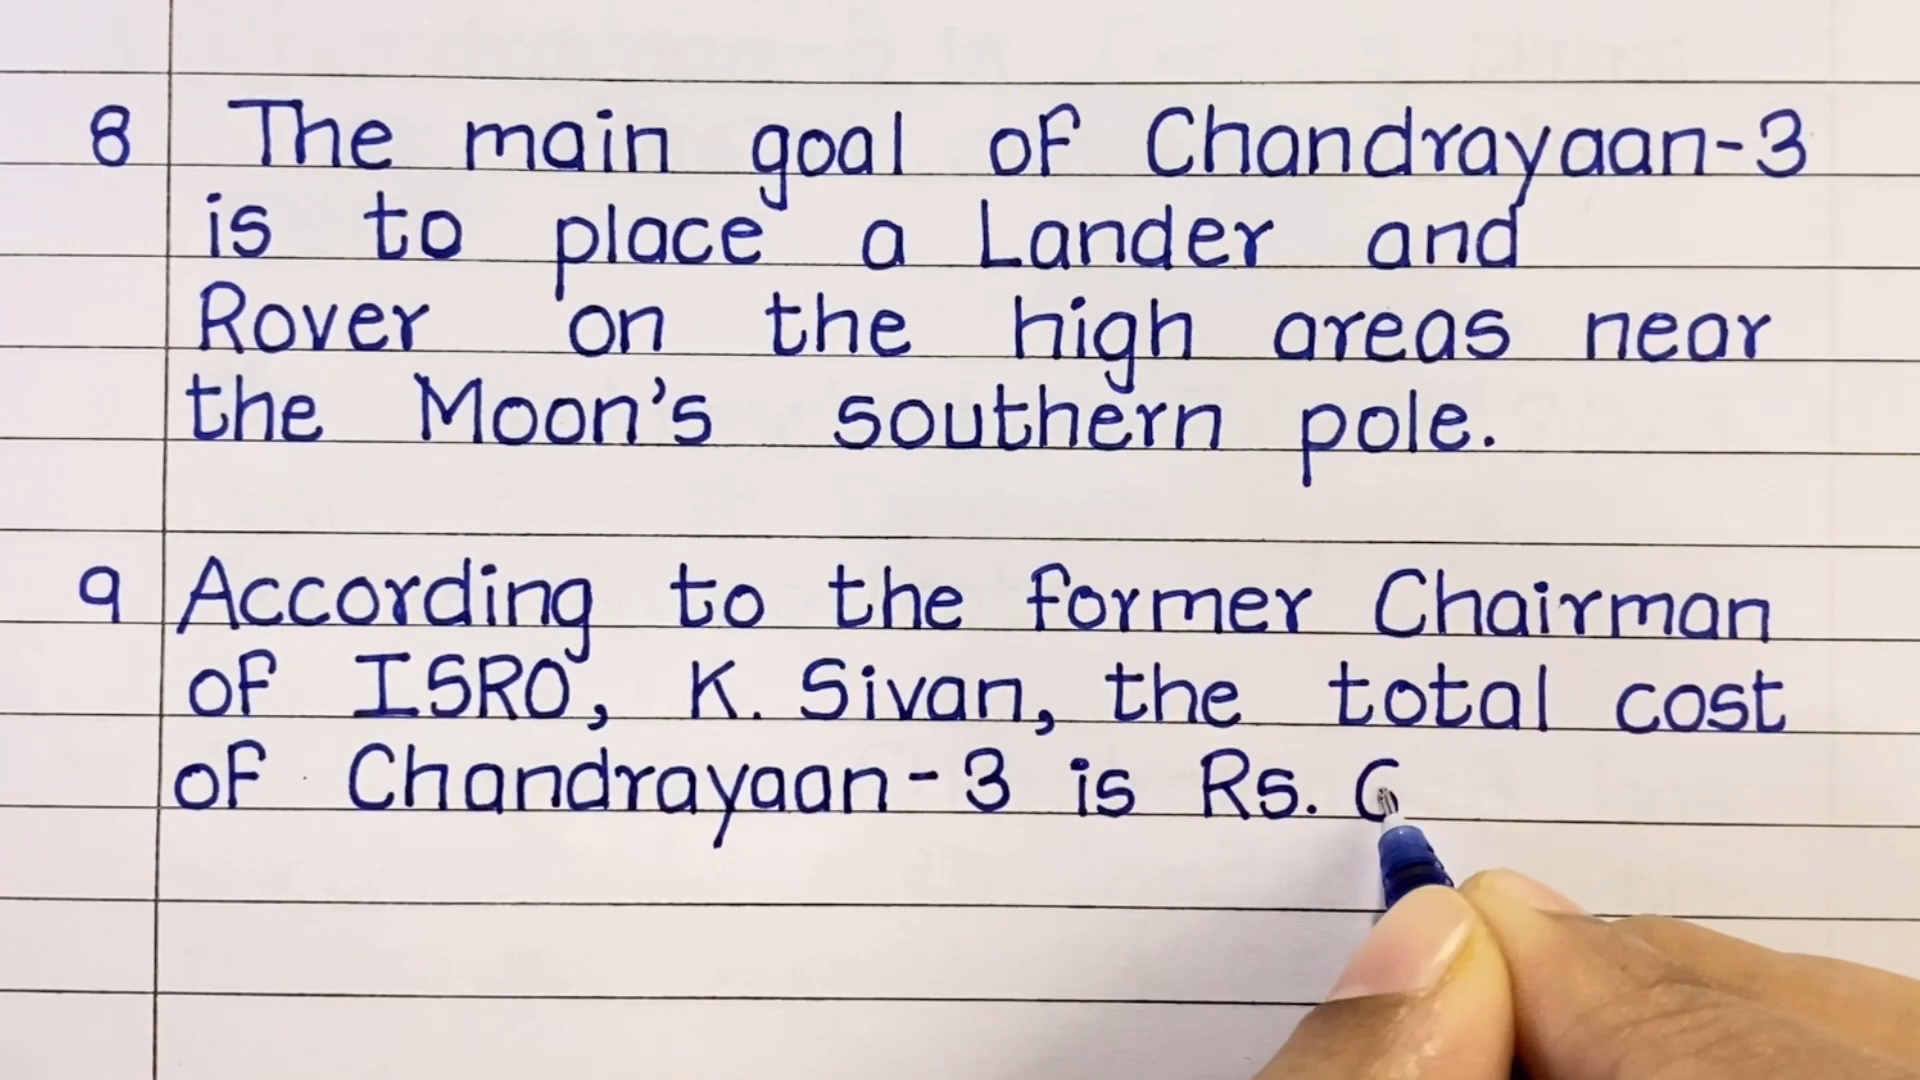 8 The main goal of Chandrayaan-3
is to place a Lander and
Rover on the high areas near
the Moon's southern pole.
9 According to the former Chairman
of ISRO, K. Sivan, the total cost
of Chandrayaan-3 is Rs. 6